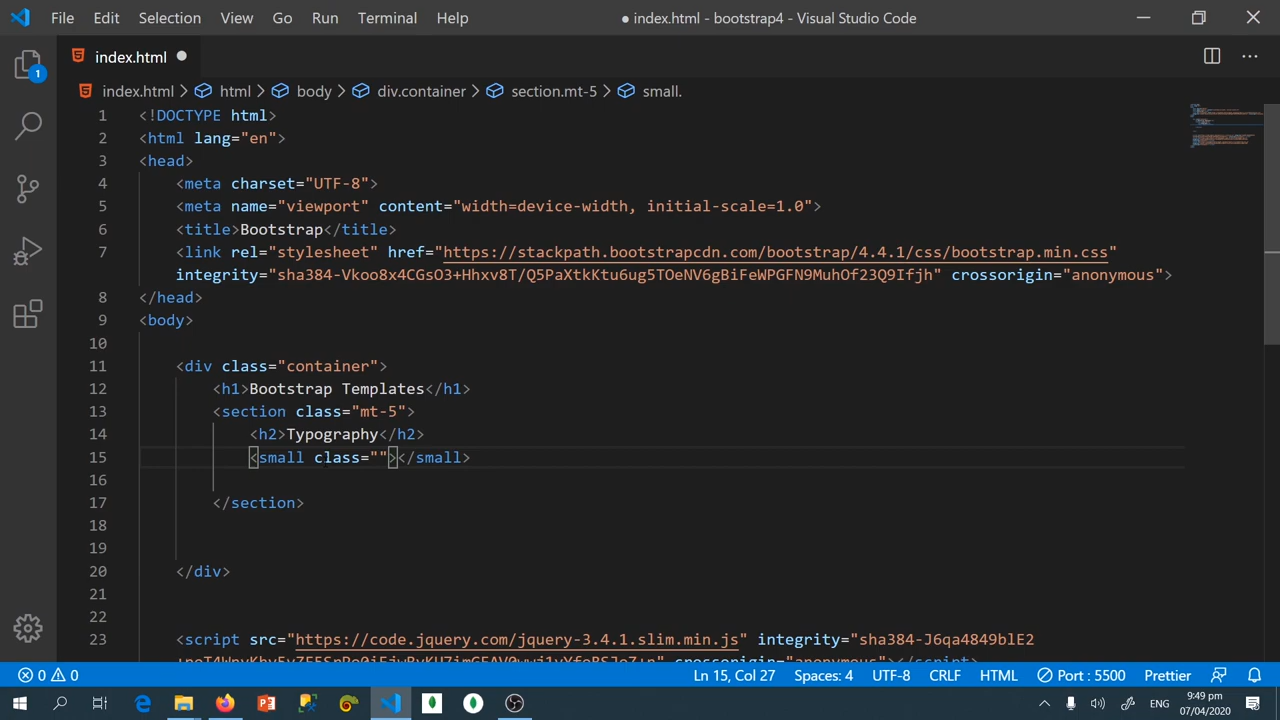 File Edit Selection View Go Run Terminal Help ● index.html - bootstrap4 - Visual Studio Code
index.html
1
index.html > html > body > div.container > section.mt-5 > small.
1 <!DOCTYPE html>
2 <html lang="en">
3 <head>
4 <meta charset="UTF-8">
5 <meta name="viewport" content="width=device-width, initial-scale=1.0">
6 <title>Bootstrap</title>
7 <link rel="stylesheet" href="https://stackpath.bootstrapcdn.com/bootstrap/4.4.1/css/bootstrap.min.css"
integrity="sha384-Vkoo8x4CGsO3+Hhxv8T/Q5PaXtkKtu6ug5TOeNV6gBiFeWPGFN9MuhOf23Q9Ifjh" crossorigin="anonymous">
8 </head>
9 <body>
10
11 <div class="container">
12 <h1>Bootstrap Templates</h1>
13 <section class="mt-5">
14 <h2>Typography</h2>
15 <small class=""></small>
16
17 </section>
18
19
20 </div>
21
22
23 <script src="https://code.jquery.com/jquery-3.4.1.slim.min.js" integrity="sha384-J6qa4849blE2
crossorigin="anonymous"></script>
0 0 Ln 15, Col 27 Spaces: 4 UTF-8 CRLF HTML Port : 5500 Prettier
ENG 9:49 pm
07/04/2020